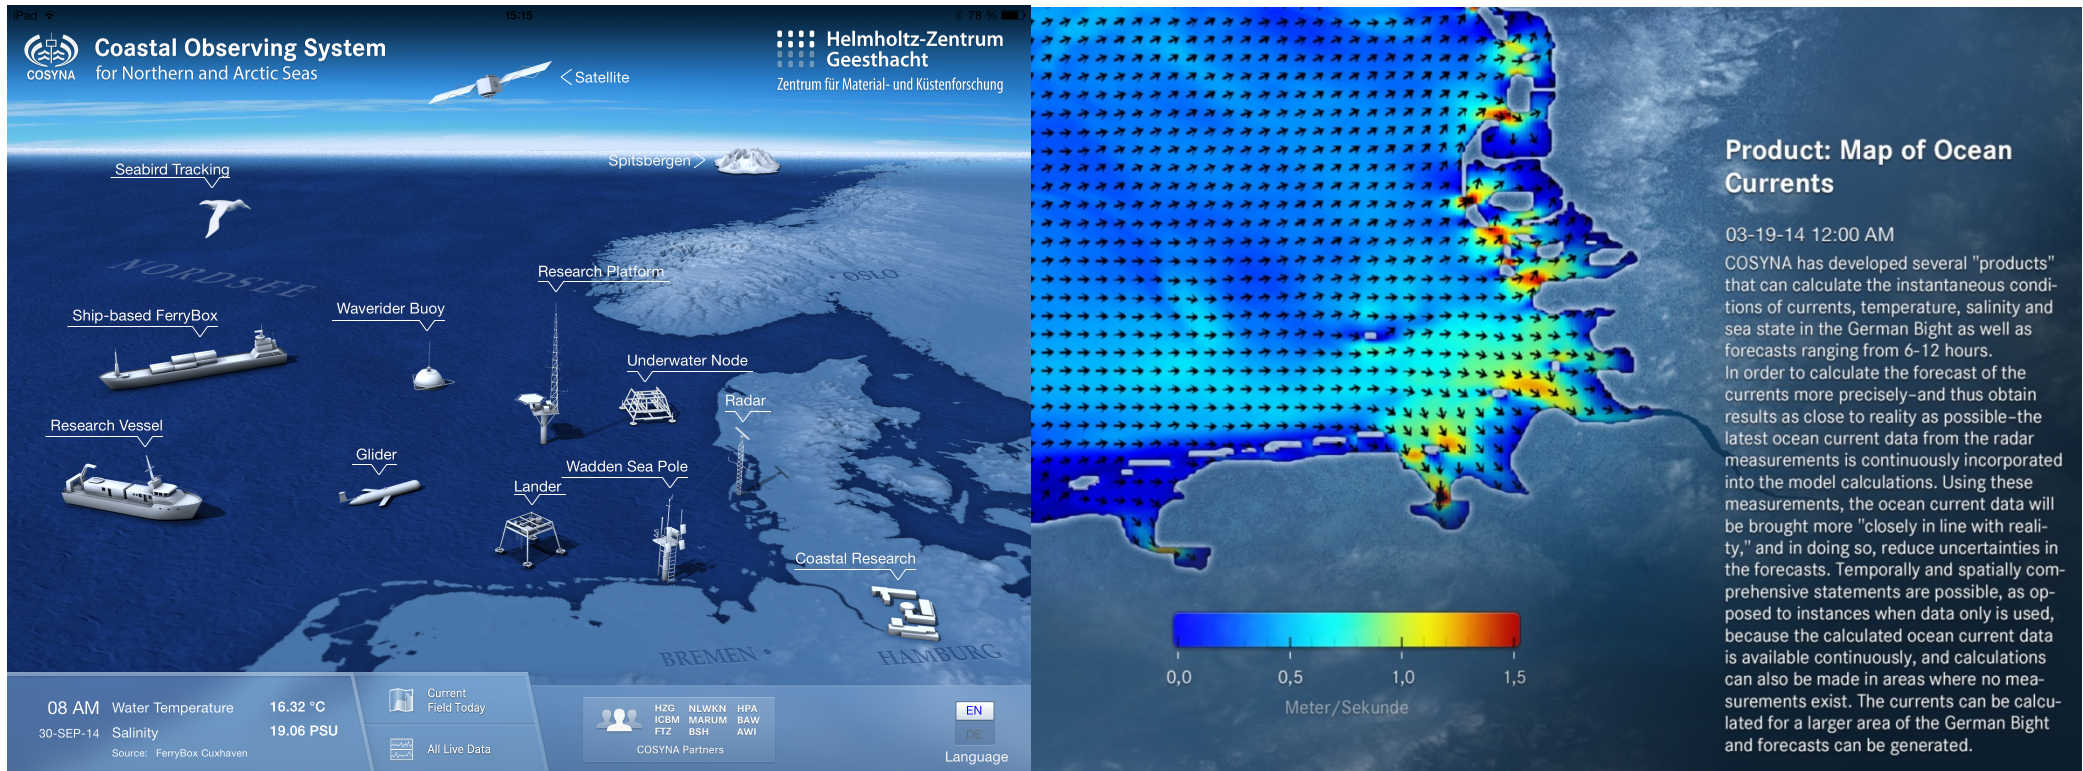 iPad 15:15 78 %
COSYNA
Coastal Observing System
for Northern and Arctic Seas
Helmholtz-Zentrum
Geesthacht
Zentrum für Material- und Küstenforschung
Satellite
Spitsbergen
Seabird Tracking
NORDSEE
OSLO
Research Platform
Ship-based FerryBox
Waverider Buoy
Underwater Node
Radar
Research Vessel
Glider
Wadden Sea Pole
Lander
Coastal Research
BREMEN
HAMBURG
08 AM Water Temperature 16.32 °C
30-SEP-14 Salinity 19.06 PSU
Source: FerryBox Cuxhaven
Current
Field Today
All Live Data
HZG NLWKN HPA
ICBM MARUM BAW
FTZ BSH AWI
COSYNA Partners
EN
DE
Language
Product: Map of Ocean
Currents
03-19-14 12:00 AM
COSYNA has developed several "products"
that can calculate the instantaneous condi-
tions of currents, temperature, salinity and
sea state in the German Bight as well as
forecasts ranging from 6-12 hours.
In order to calculate the forecast of the
currents more precisely–and thus obtain
results as close to reality as possible–the
latest ocean current data from the radar
measurements is continuously incorporated
into the model calculations. Using these
measurements, the ocean current data will
be brought more "closely in line with reali-
ty," and in doing so, reduce uncertainties in
the forecasts. Temporally and spatially com-
prehensive statements are possible, as op-
posed to instances when data only is used,
because the calculated ocean current data
is available continuously, and calculations
can also be made in areas where no mea-
surements exist. The currents can be calcu-
lated for a larger area of the German Bight
and forecasts can be generated.
0,0 0,5 1,0 1,5
Meter/Sekunde